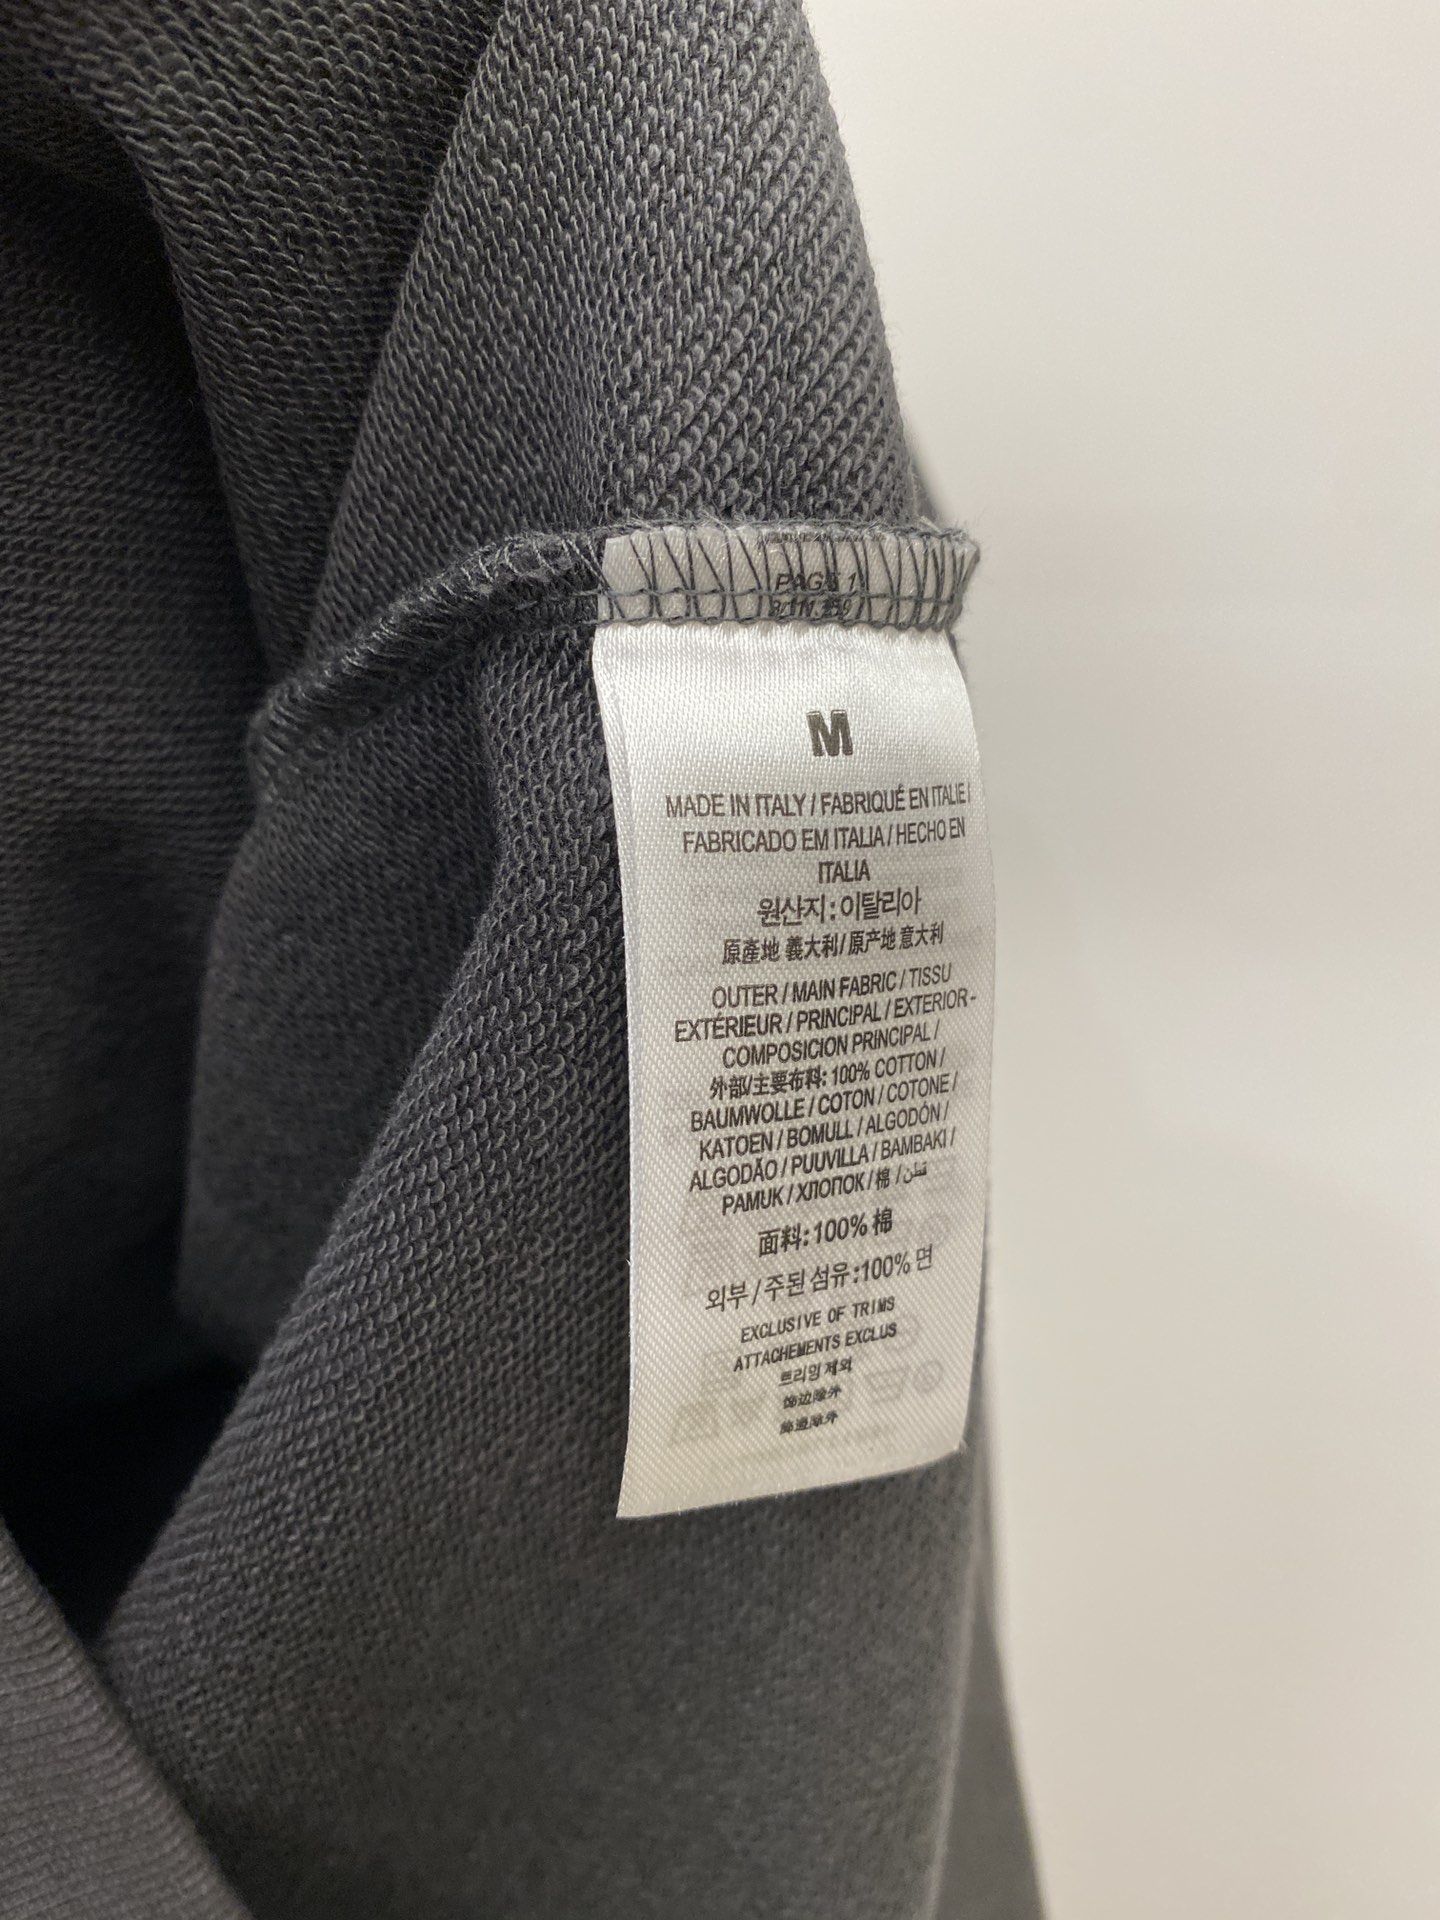 PAGE 1
M
MADE IN ITALY / FABRIQUÉ EN ITALIE /
FABRICADO EM ITALIA / HECHO EN
ITALIA
원산지 : 이탈리아
原產地 義大利/ 原产地 意大利
OUTER / MAIN FABRIC / TISSU
EXTÉRIEUR / PRINCIPAL / EXTERIOR -
COMPOSICION PRINCIPAL /
外部/主要布料: 100% COTTON /
BAUMWOLLE / COTON / COTONE /
KATOEN / BOMULL / ALGODÓN /
ALGODÃO / PUUVILLA / BAMBAKI /
PAMUK / ХЛОПОК / 棉 / قطن
面料: 100% 棉
외부 / 주된 섬유 :100% 면
EXCLUSIVE OF TRIMS
ATTACHEMENTS EXCLUS
트리밍 제외
饰边除外
飾邊除外